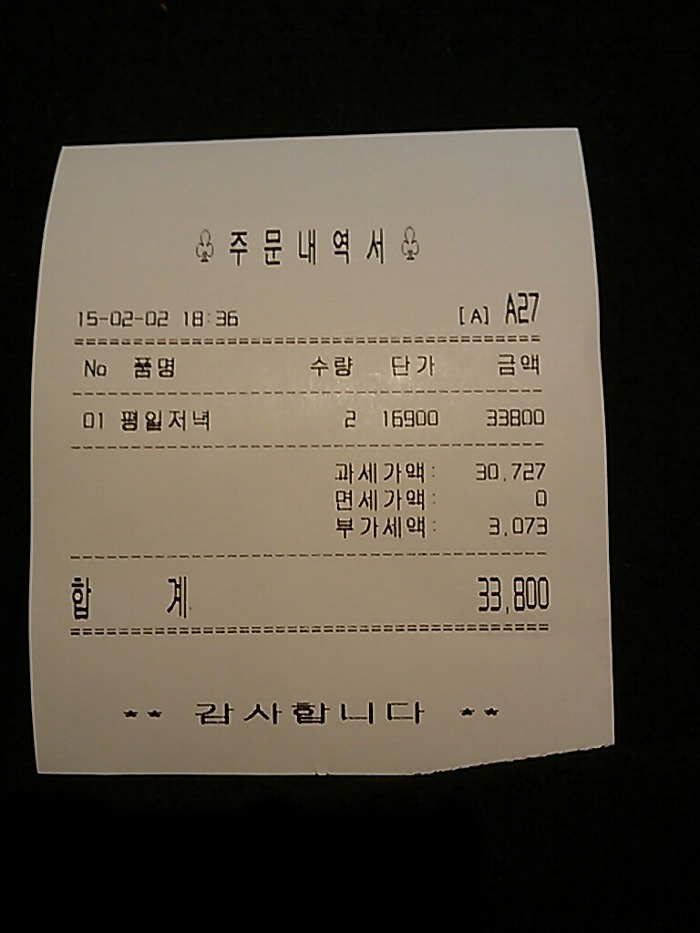 ♧주문내역서♧
15-02-02 18:36 [A] A27
No 품명 수량 단가 금액
01 평일저녁 2 16900 33800
과세가액: 30,727
면세가액: 0
부가세액: 3,073
합 계 33,800
** 감사합니다 **